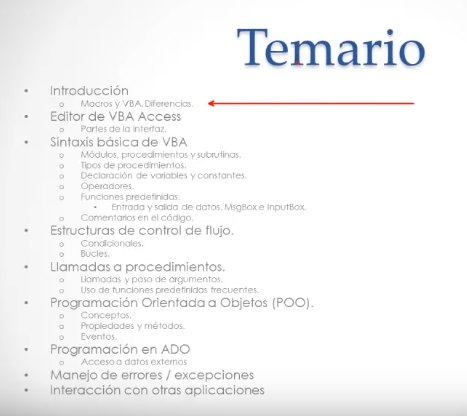 Temario
• Introducción
o Macros y VBA. Diferencias.
• Editor de VBA Access
o Partes de la interfaz.
• Sintaxis básica de VBA
o Módulos, procedimientos y subrutinas.
o Tipos de procedimientos.
o Declaración de variables y constantes.
o Operadores.
o Funciones predefinidas.
• Entrada y salida de datos. MsgBox e InputBox.
o Comentarios en el código.
• Estructuras de control de flujo.
o Condicionales.
o Bucles.
• Llamadas a procedimientos.
o Llamadas y paso de argumentos.
o Uso de funciones predefinidas frecuentes.
• Programación Orientada a Objetos (POO).
o Conceptos.
o Propiedades y métodos.
o Eventos.
• Programación en ADO
o Acceso a datos externos
• Manejo de errores / excepciones
• Interacción con otras aplicaciones